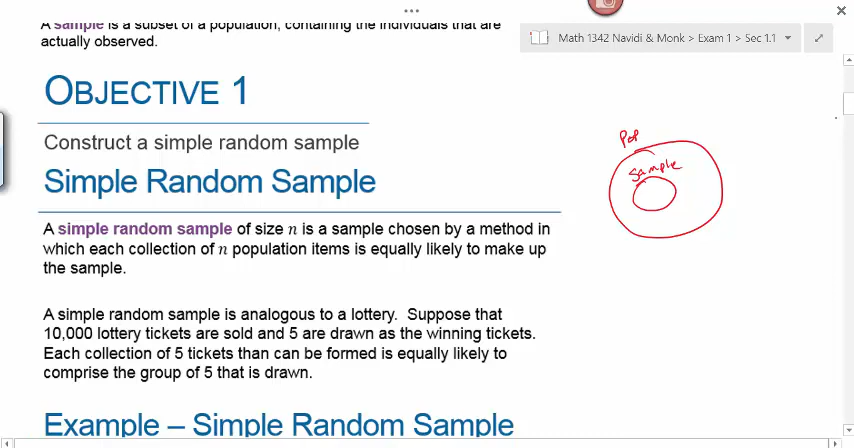 A sample is a subset of a population, containing the individuals that are
actually observed.
Math 1342 Navidi & Monk > Exam 1 > Sec 1.1
OBJECTIVE 1
Construct a simple random sample
Simple Random Sample
Pop
Sample
A simple random sample of size n is a sample chosen by a method in
which each collection of n population items is equally likely to make up
the sample.
A simple random sample is analogous to a lottery. Suppose that
10,000 lottery tickets are sold and 5 are drawn as the winning tickets.
Each collection of 5 tickets than can be formed is equally likely to
comprise the group of 5 that is drawn.
Example – Simple Random Sample